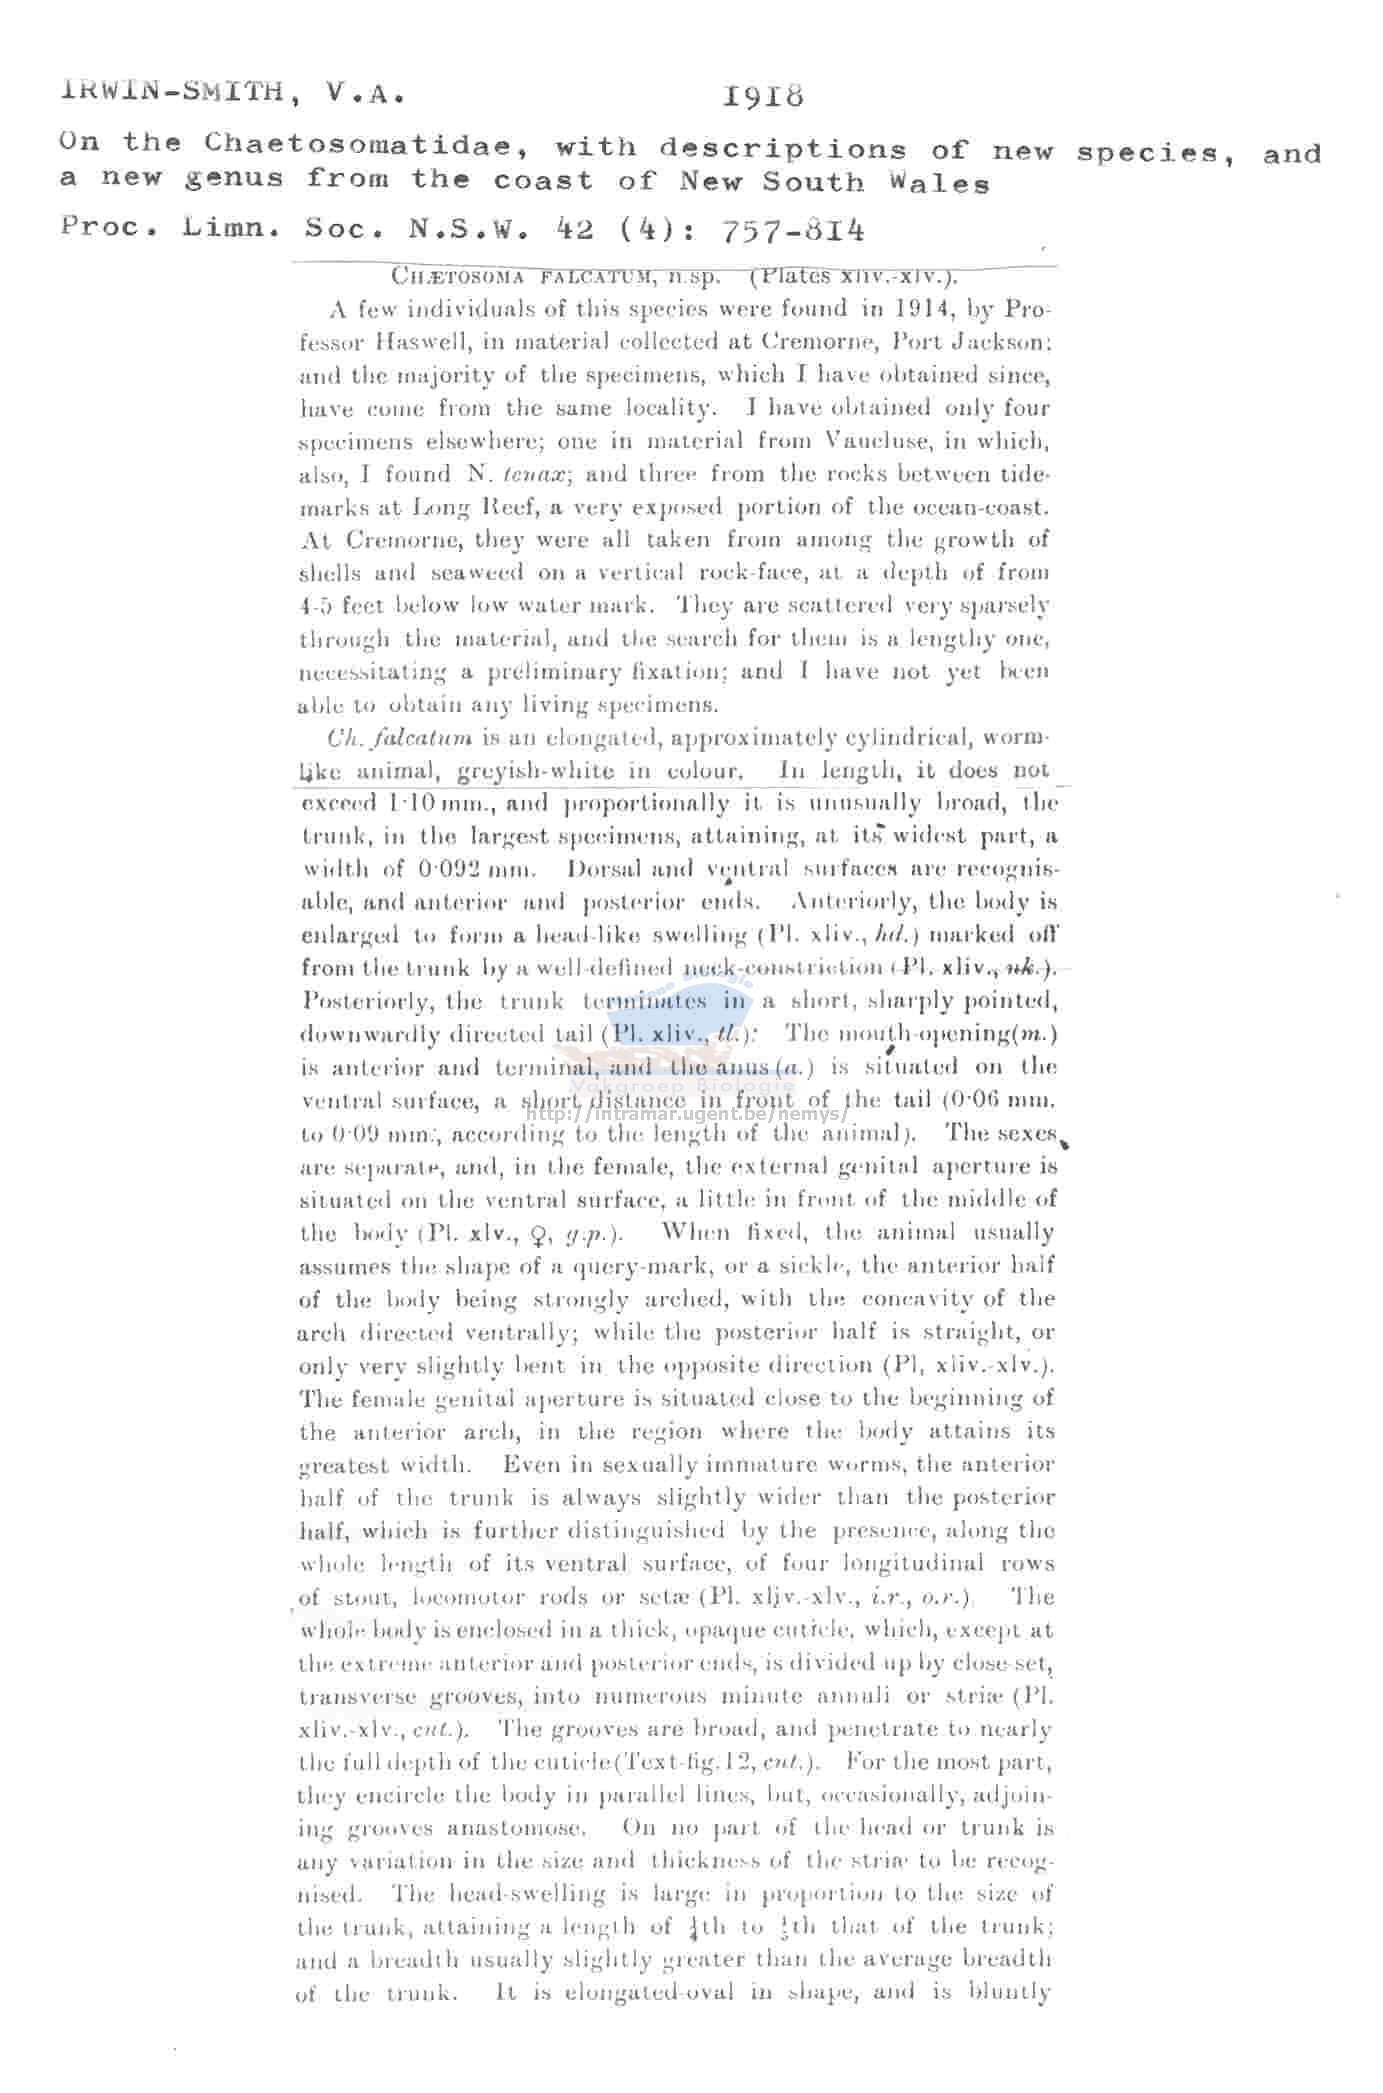 IRWIN-SMITH, V.A. 1918
On the Chaetosomatidae, with descriptions of new species, and
a new genus from the coast of New South Wales
Proc. Limn. Soc. N.S.W. 42 (4): 757-814
CHÆTOSOMA FALCATUM, n.sp. (Plates xliv.-xlv.).
A few individuals of this species were found in 1914, by Pro-
fessor Haswell, in material collected at Cremorne, Port Jackson;
and the majority of the specimens, which I have obtained since,
have come from the same locality. I have obtained only four
specimens elsewhere; one in material from Vaucluse, in which,
also, I found N. tenax; and three from the rocks between tide-
marks at Long Reef, a very exposed portion of the ocean-coast.
At Cremorne, they were all taken from among the growth of
shells and seaweed on a vertical rock-face, at a depth of from
4-5 feet below low water mark. They are scattered very sparsely
through the material, and the search for them is a lengthy one,
necessitating a preliminary fixation; and I have not yet been
able to obtain any living specimens.
Ch. falcatum is an elongated, approximately cylindrical, worm-
like animal, greyish-white in colour. In length, it does not
exceed 1·10 mm., and proportionally it is unusually broad, the
trunk, in the largest specimens, attaining, at its widest part, a
width of 0·092 mm. Dorsal and ventral surfaces are recognis-
able, and anterior and posterior ends. Anteriorly, the body is
enlarged to form a head-like swelling (Pl. xliv., hd.) marked off
from the trunk by a well-defined neck-constriction (Pl. xliv., nk.).
Posteriorly, the trunk terminates in a short, sharply pointed,
downwardly directed tail (Pl. xliv., tl.). The mouth-opening (m.)
is anterior and terminal, and the anus (a.) is situated on the
Vakgroep Biologie
ventral surface, a short distance in front of the tail (0·06 mm.
http://intramar.ugent.be/nemys/
to 0·09 mm., according to the length of the animal). The sexes
are separate, and, in the female, the external genital aperture is
situated on the ventral surface, a little in front of the middle of
the body (Pl. xlv., ♀, g.p.). When fixed, the animal usually
assumes the shape of a query-mark, or a sickle, the anterior half
of the body being strongly arched, with the concavity of the
arch directed ventrally; while the posterior half is straight, or
only very slightly bent in the opposite direction (Pl, xliv.-xlv.).
The female genital aperture is situated close to the beginning of
the anterior arch, in the region where the body attains its
greatest width. Even in sexually immature worms, the anterior
half of the trunk is always slightly wider than the posterior
half, which is further distinguished by the presence, along the
whole length of its ventral surface, of four longitudinal rows
of stout, locomotor rods or setæ (Pl. xliv.-xlv., i.r., o.r.) The
whole body is enclosed in a thick, opaque cuticle, which, except at
the extreme anterior and posterior ends, is divided up by close-set,
transverse grooves, into numerous minute annuli or striæ (Pl.
xliv.-xlv., cut.). The grooves are broad, and penetrate to nearly
the full depth of the cuticle (Text-fig. 12, cut.). For the most part,
they encircle the body in parallel lines, but, occasionally, adjoin-
ing grooves anastomose. On no part of the head or trunk is
any variation in the size and thickness of the striæ to be recog-
nised. The head-swelling is large in proportion to the size of
the trunk, attaining a length of th to th that of the trunk;
and a breadth usually slightly greater than the average breadth
of the trunk. It is elongated-oval in shape, and is bluntly